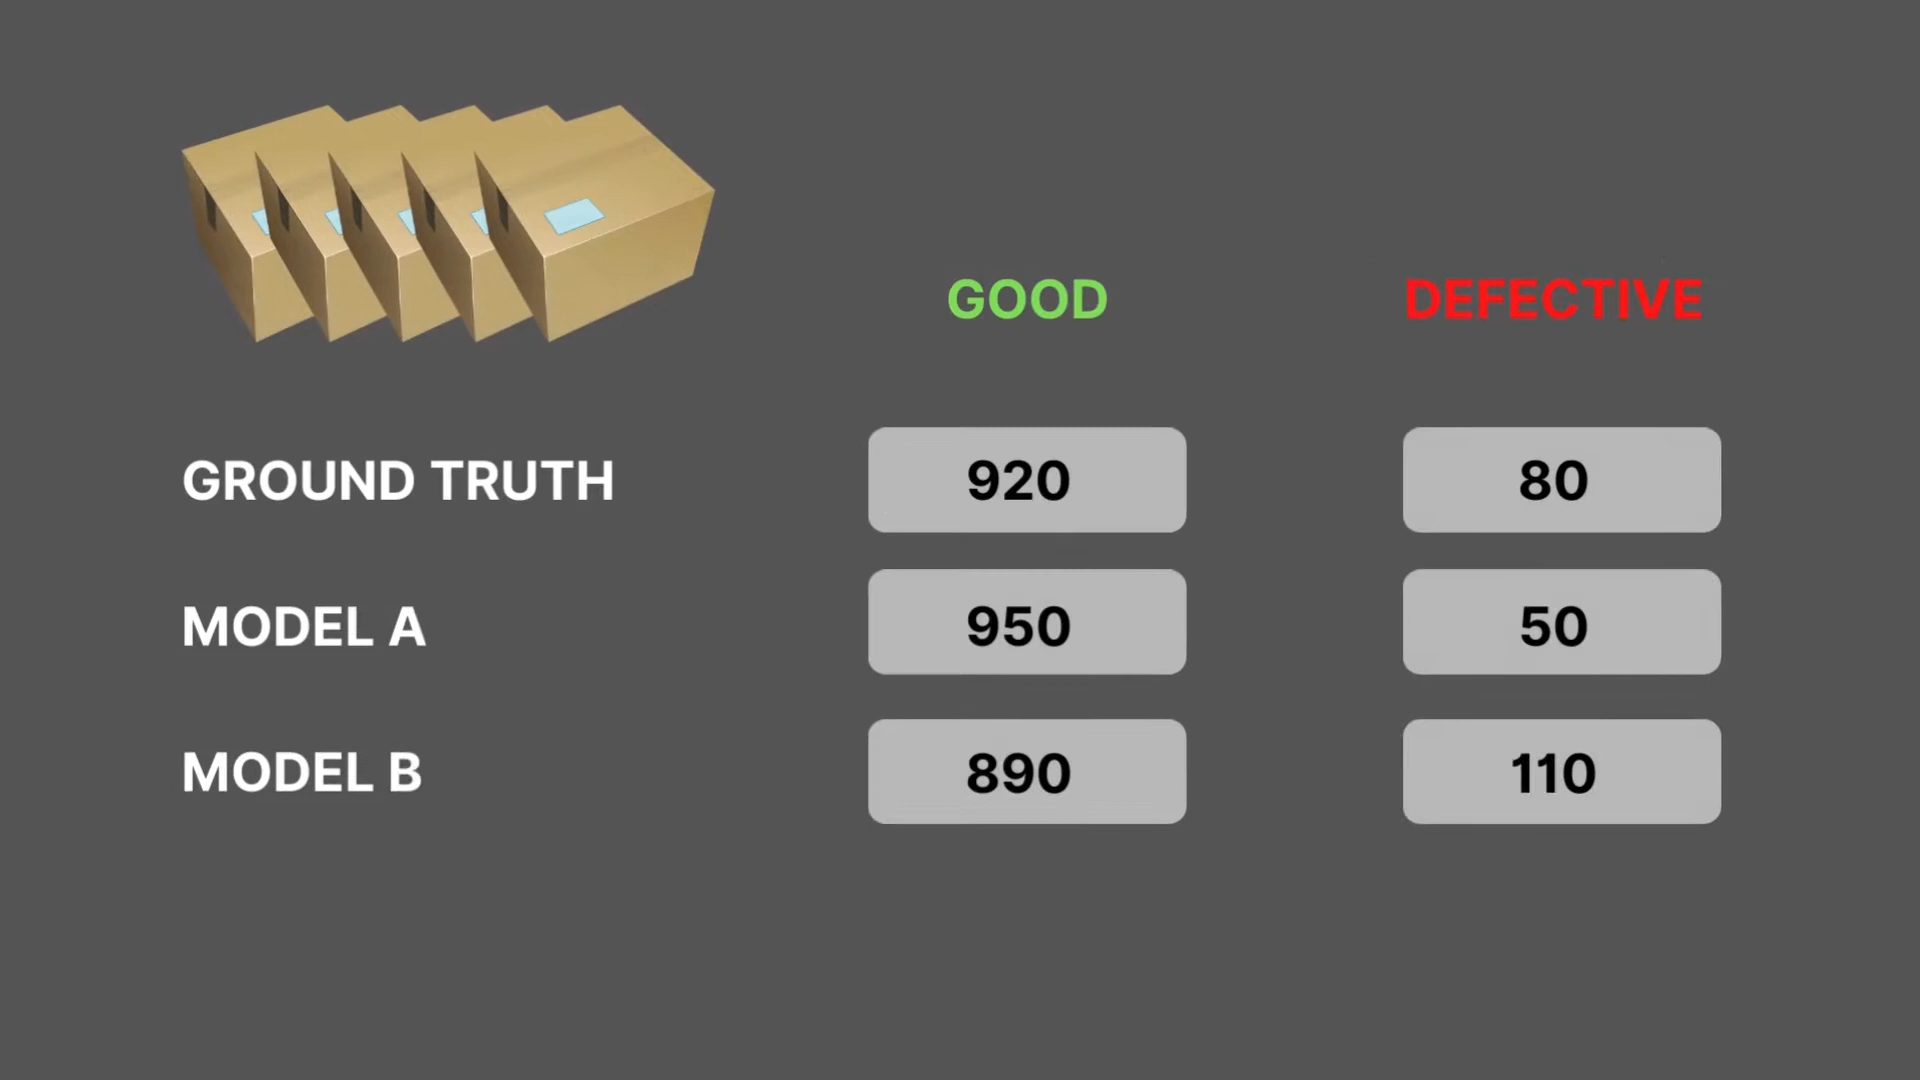 GOOD DEFECTIVE
GROUND TRUTH 920 80
MODEL A 950 50
MODEL B 890 110